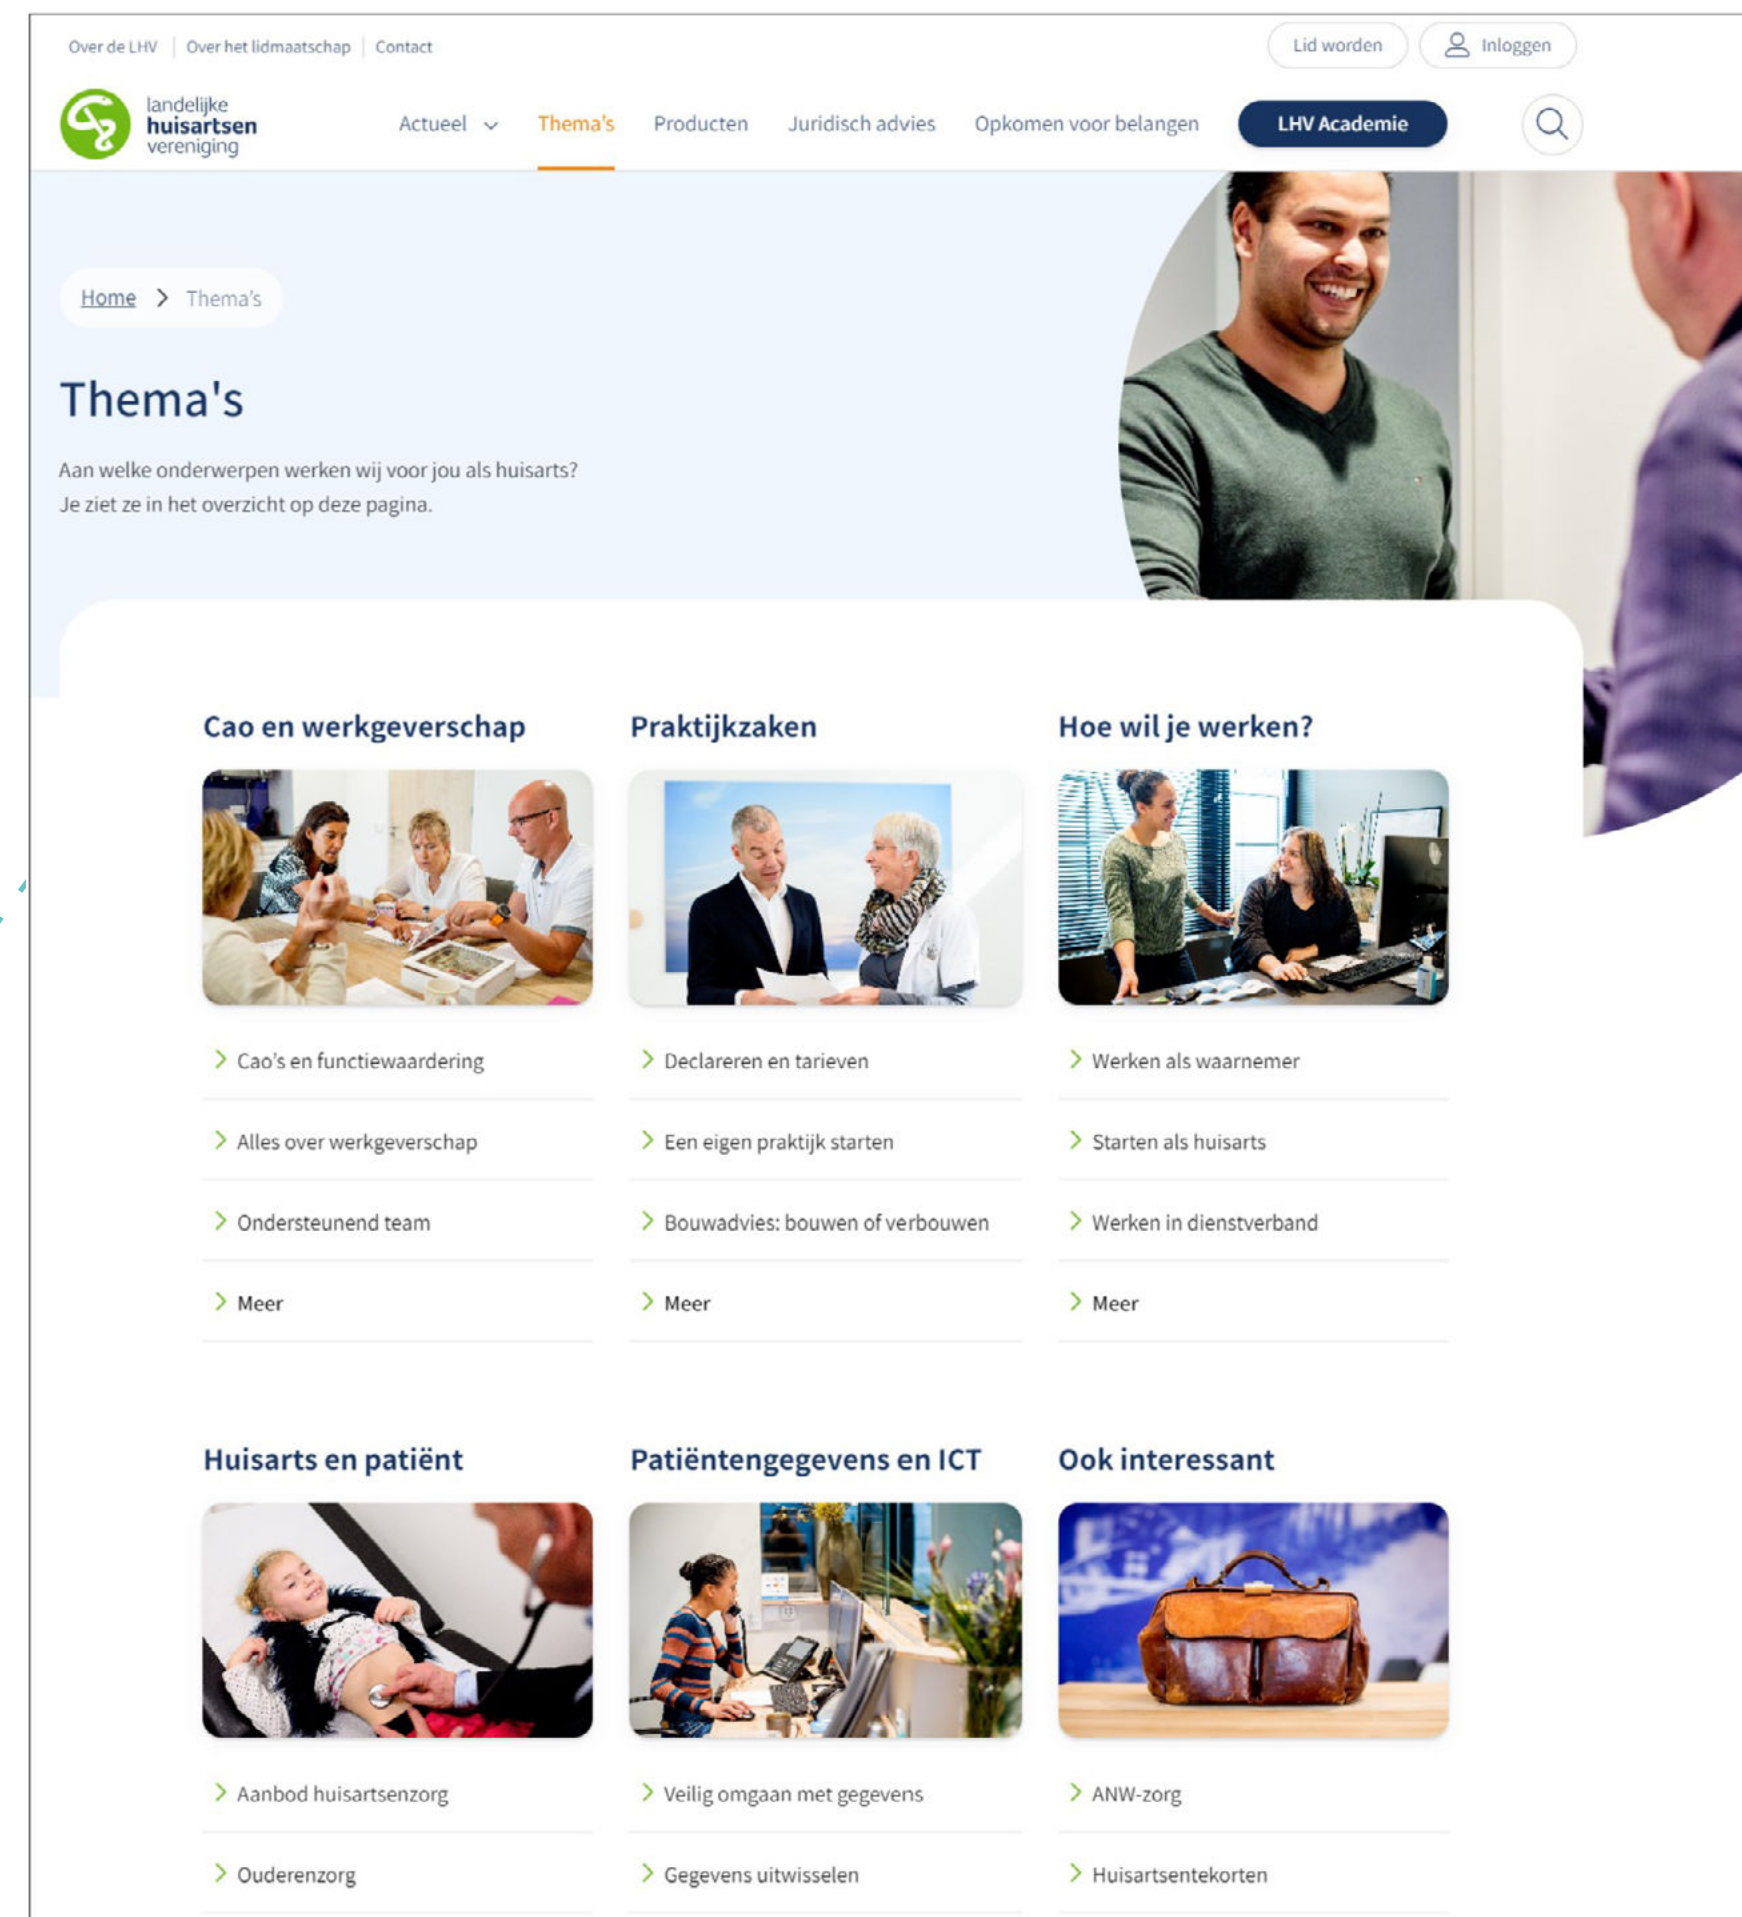 Over de LHV
Over het lidmaatschap
Contact
Lid worden
Inloggen
landelijke
huisartsen
vereniging
Actueel
Thema's
Producten
Juridisch advies
Opkomen voor belangen
LHV Academie
Home
Thema's
Thema's
Aan welke onderwerpen werken wij voor jou als huisarts?
Je ziet ze in het overzicht op deze pagina.
Cao en werkgeverschap
Cao's en functiewaardering
Alles over werkgeverschap
Ondersteunend team
Meer
Praktijkzaken
Declareren en tarieven
Een eigen praktijk starten
Bouwadvies: bouwen of verbouwen
Meer
Hoe wil je werken?
Werken als waarnemer
Starten als huisarts
Werken in dienstverband
Meer
Huisarts en patiënt
Aanbod huisartsenzorg
Ouderenzorg
Patiëntengegevens en ICT
Veilig omgaan met gegevens
Gegevens uitwisselen
Ook interessant
ANW-zorg
Huisartsentekorten